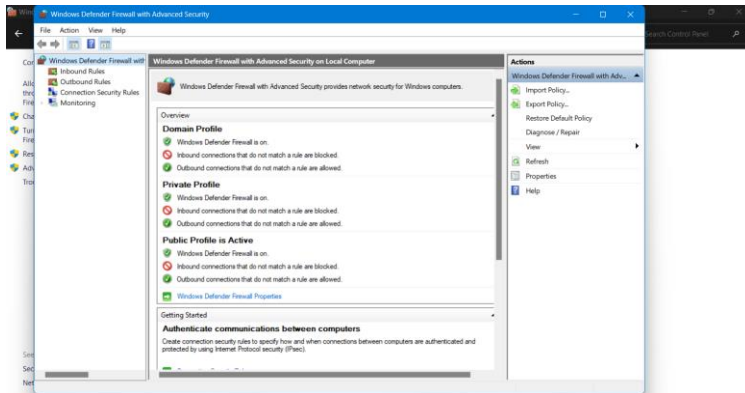 Windows Defender Firewall with Advanced Security
File Action View Help
Search Control Panel
Windows Defender Firewall with
Inbound Rules
Outbound Rules
Connection Security Rules
Monitoring
Windows Defender Firewall with Advanced Security on Local Computer
Windows Defender Firewall with Advanced Security provides network security for Windows computers.
Overview
Domain Profile
Windows Defender Firewall is on.
Inbound connections that do not match a rule are blocked.
Outbound connections that do not match a rule are allowed.
Private Profile
Windows Defender Firewall is on.
Inbound connections that do not match a rule are blocked.
Outbound connections that do not match a rule are allowed.
Public Profile is Active
Windows Defender Firewall is on.
Inbound connections that do not match a rule are blocked.
Outbound connections that do not match a rule are allowed.
Windows Defender Firewall Properties
Getting Started
Authenticate communications between computers
Create connection security rules to specify how and when connections between computers are authenticated and
protected by using Internet Protocol security (IPsec).
Actions
Windows Defender Firewall with Adv...
Import Policy...
Export Policy...
Restore Default Policy
Diagnose / Repair
View
Refresh
Properties
Help